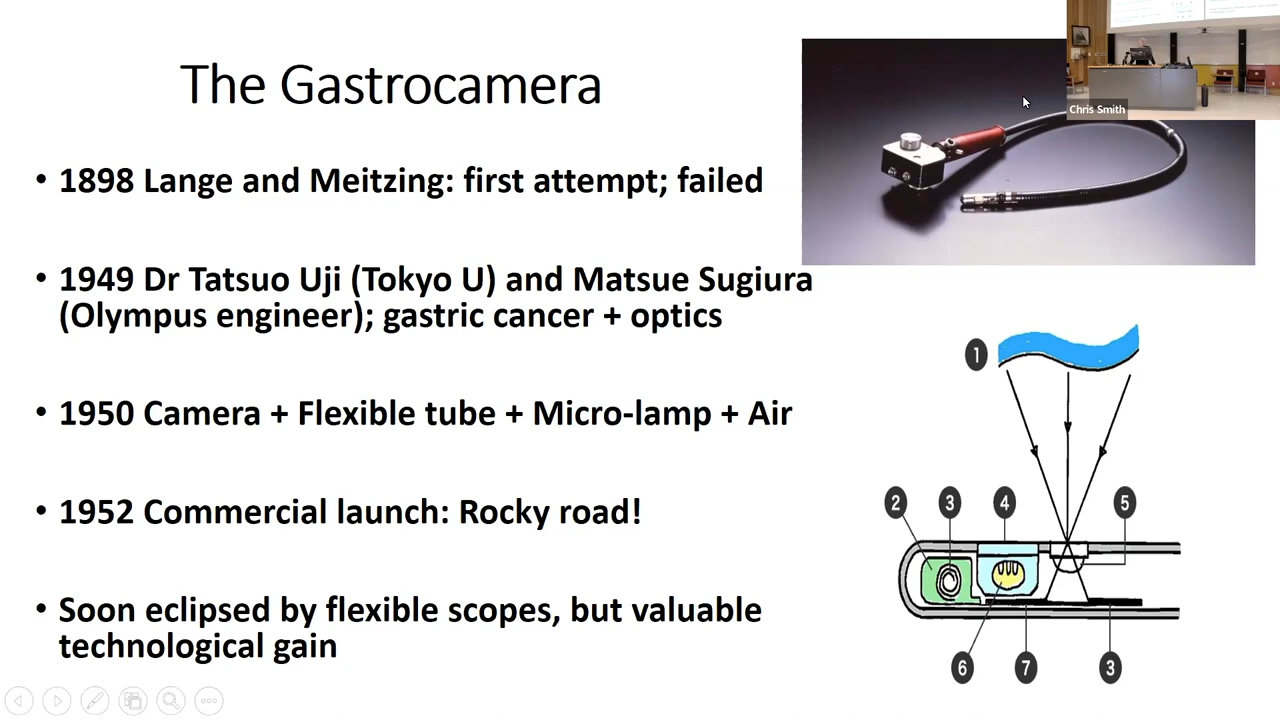 The Gastrocamera
• 1898 Lange and Meitzing: first attempt; failed
• 1949 Dr Tatsuo Uji (Tokyo U) and Matsue Sugiura
(Olympus engineer); gastric cancer + optics
• 1950 Camera + Flexible tube + Micro-lamp + Air
• 1952 Commercial launch: Rocky road!
• Soon eclipsed by flexible scopes, but valuable
technological gain
Chris Smith
1
2 3 4 5
6 7 3